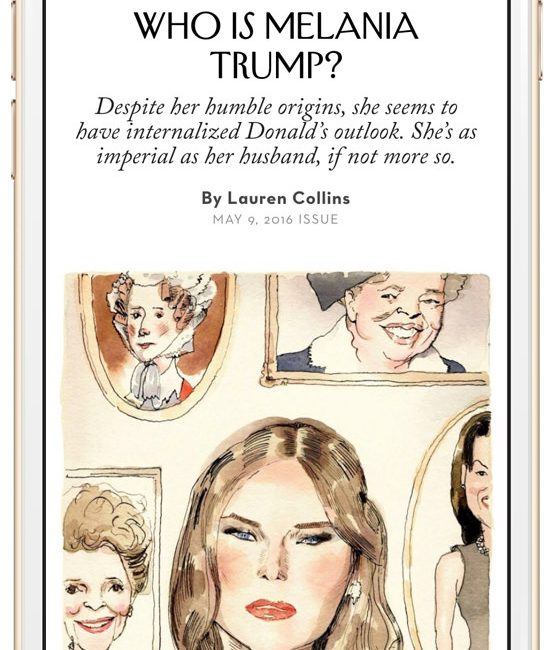 WHO IS MELANIA
TRUMP?
Despite her humble origins, she seems to
have internalized Donald’s outlook. She’s as
imperial as her husband, if not more so.
By Lauren Collins
MAY 9, 2016 ISSUE